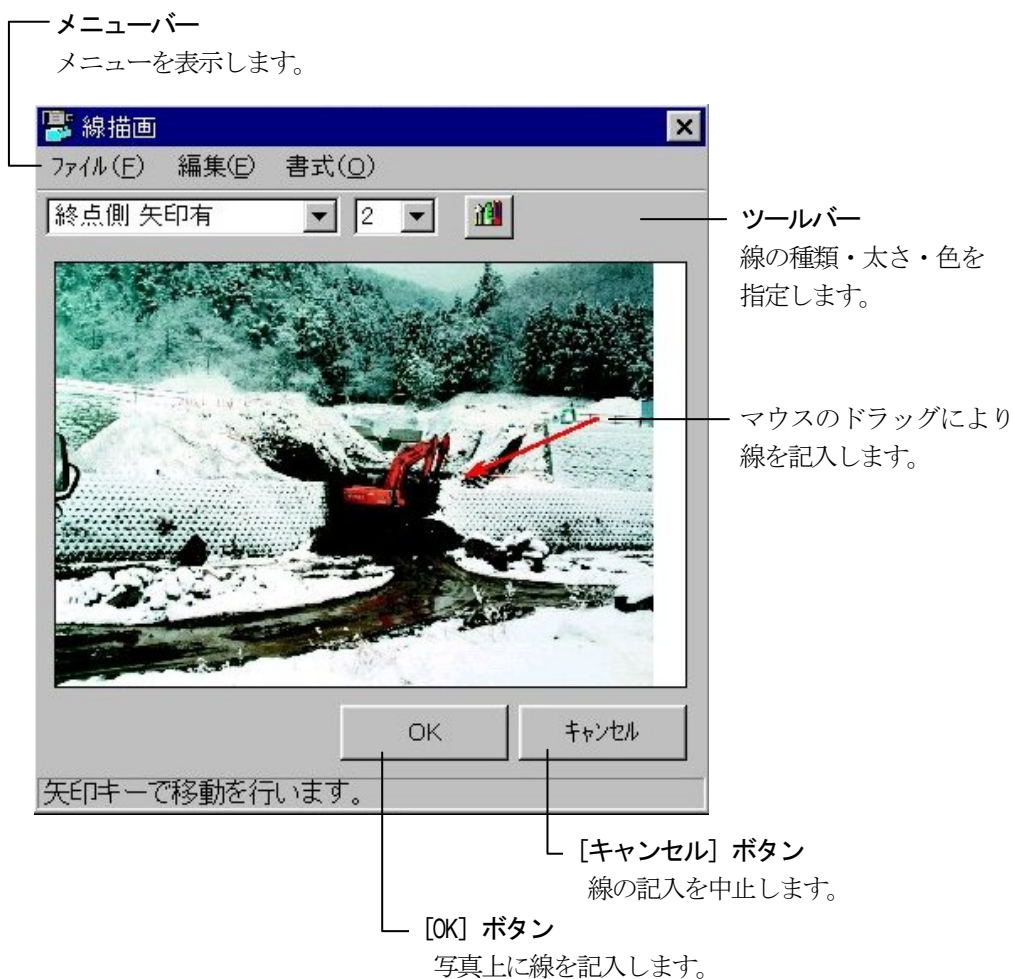 メニューバー
メニューを表示します。
線描画
ファイル(F) 編集(E) 書式(O)
終点側 矢印有 2
ツールバー
線の種類・太さ・色を
指定します。
マウスのドラッグにより
線を記入します。
OK キャンセル
矢印キーで移動を行います。
[キャンセル] ボタン
線の記入を中止します。
[OK] ボタン
写真上に線を記入します。